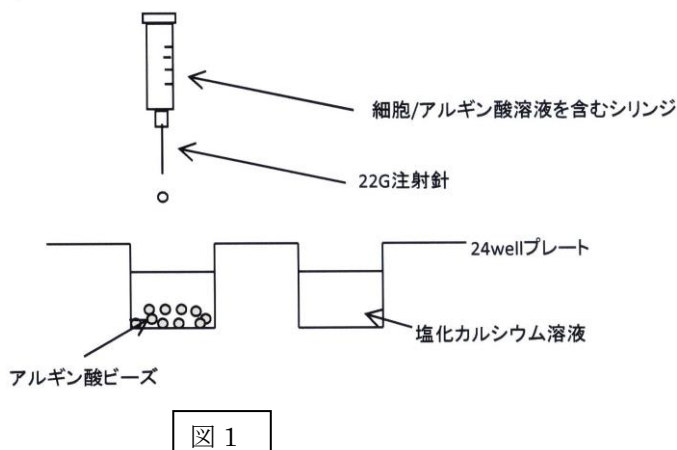 細胞/アルギン酸溶液を含むシリンジ
22G注射針
24wellプレート
塩化カルシウム溶液
アルギン酸ビーズ
図 1